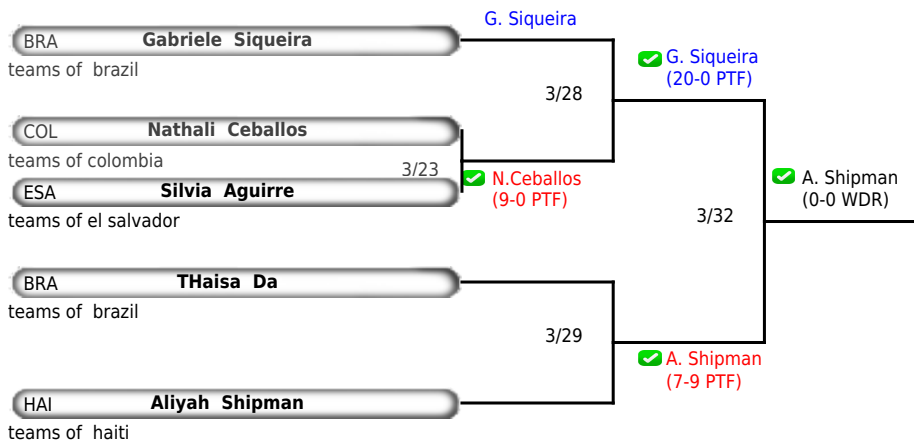 G. Siqueira
BRA Gabriele Siqueira
teams of brazil
G. Siqueira
(20-0 PTF)
3/28
COL Nathali Ceballos
teams of colombia
3/23
N.Ceballos
(9-0 PTF)
ESA Silvia Aguirre
teams of el salvador
A. Shipman
(0-0 WDR)
3/32
BRA THaisa Da
teams of brazil
3/29
A. Shipman
(7-9 PTF)
HAI Aliyah Shipman
teams of haiti